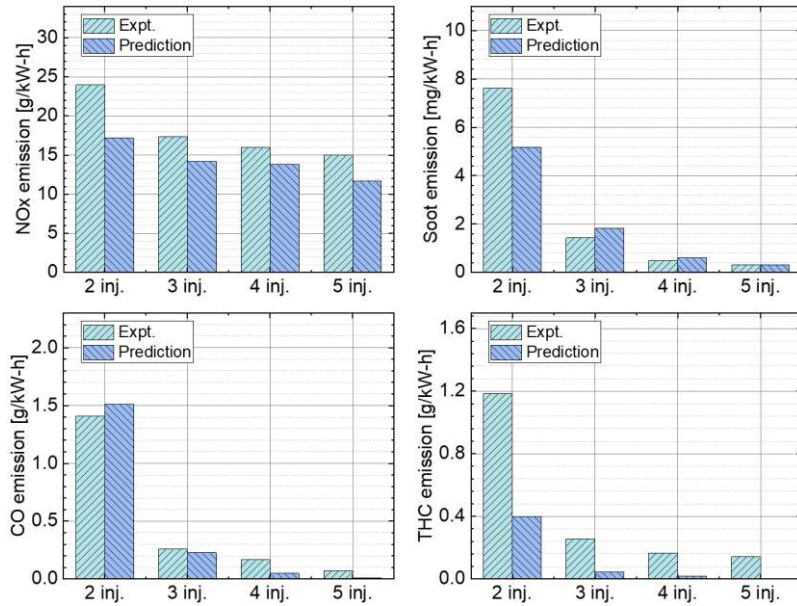 NOx emission [g/kW-h]
30
25
20
15
10
5
0
Expt.
Prediction
2 inj.
3 inj.
4 inj.
5 inj.
Soot emission [mg/kW-h]
10
8
6
4
2
0
Expt.
Prediction
2 inj.
3 inj.
4 inj.
5 inj.
CO emission [g/kW-h]
2.0
1.5
1.0
0.5
0.0
Expt.
Prediction
2 inj.
3 inj.
4 inj.
5 inj.
THC emission [g/kW-h]
1.6
1.2
0.8
0.4
0.0
Expt.
Prediction
2 inj.
3 inj.
4 inj.
5 inj.